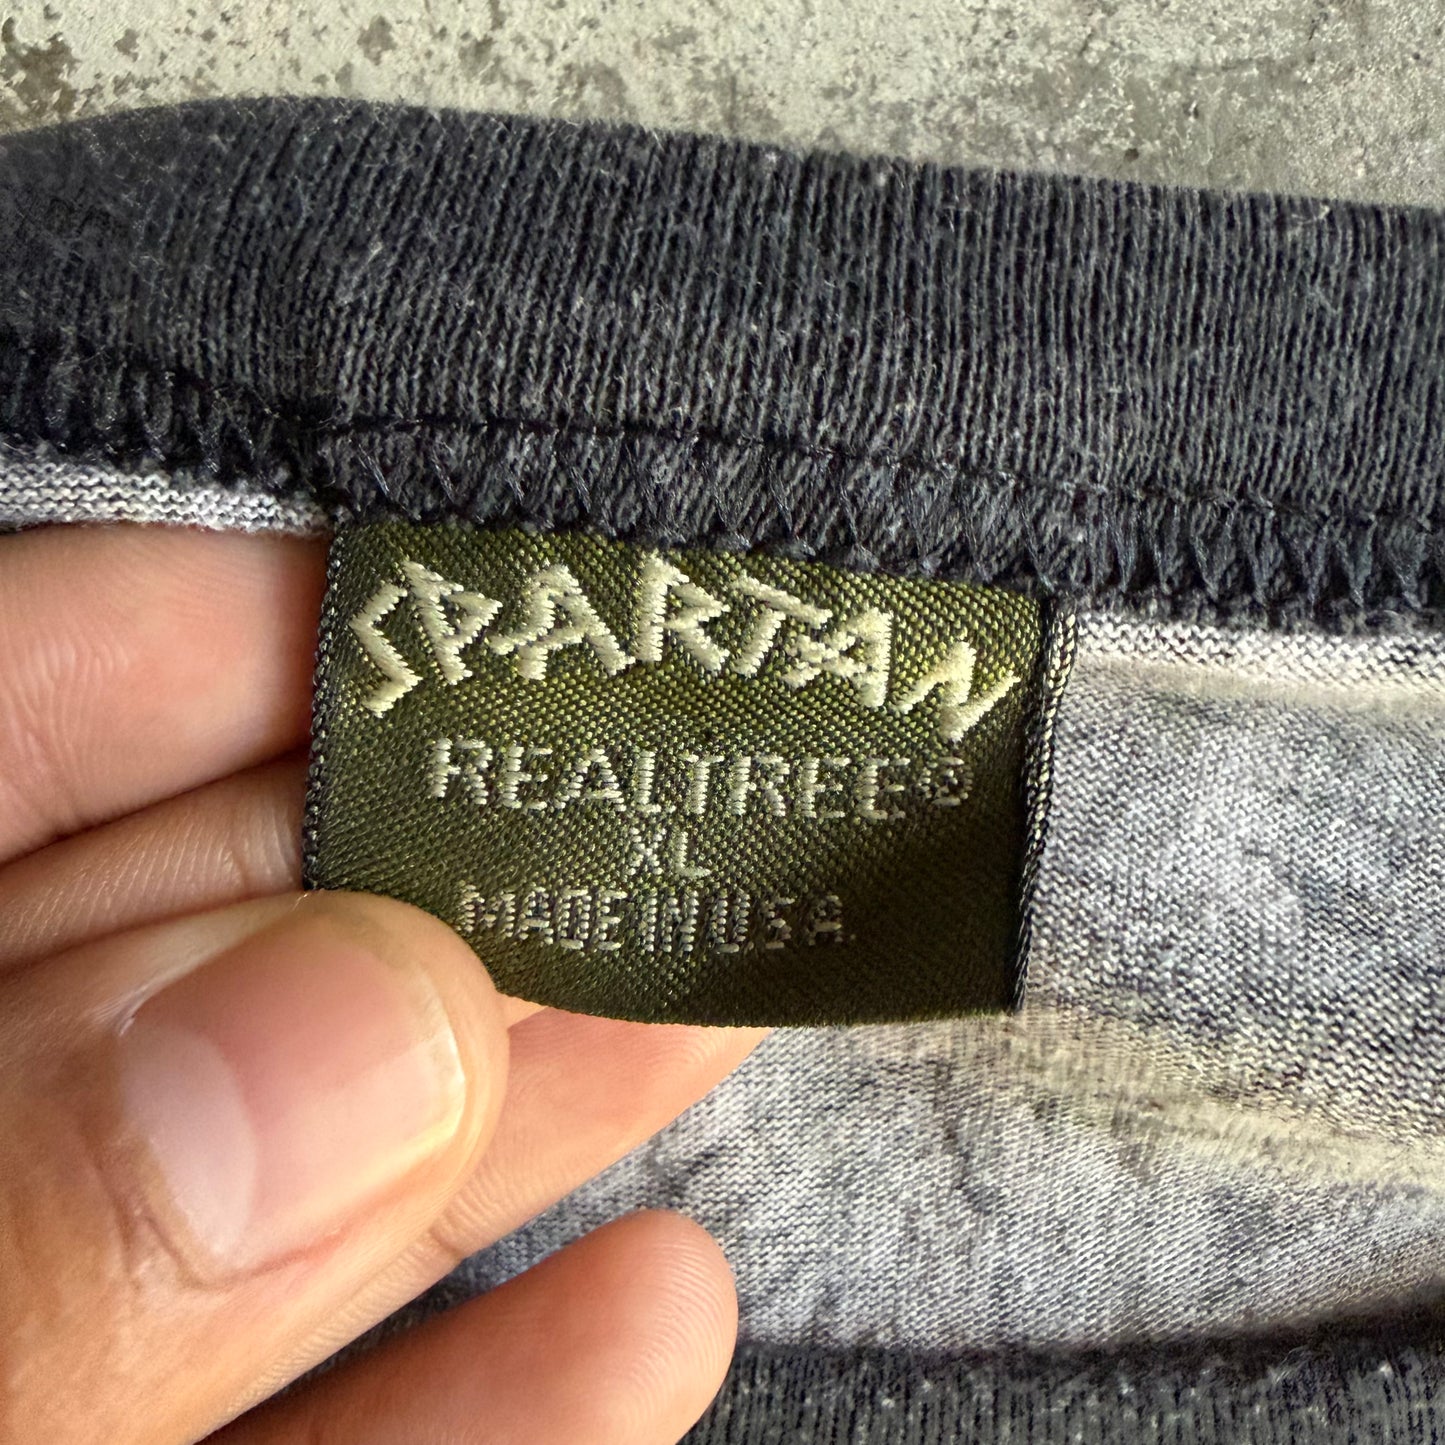 SPARTAN
REALTREE®
XL
MADE IN U.S.A.